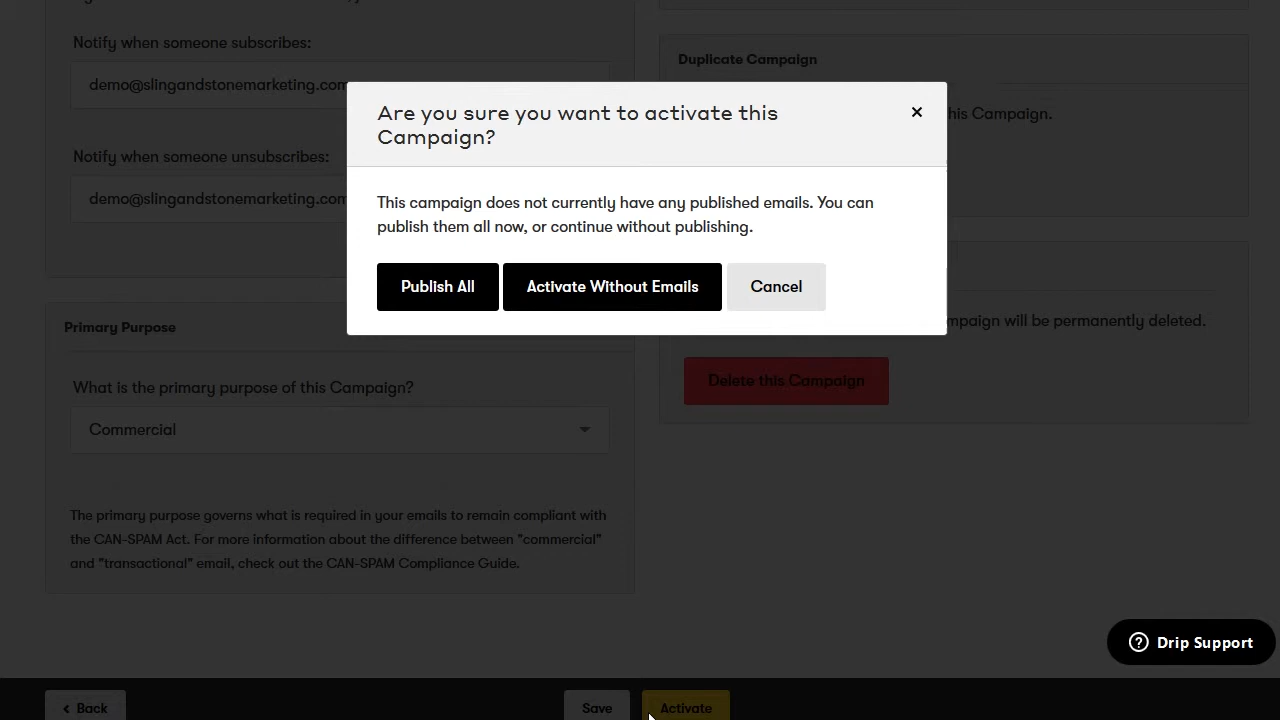 Notify when someone subscribes:
demo@slingandstonemarketing.com
Notify when someone unsubscribes:
demo@slingandstonemarketing.com
Primary Purpose
What is the primary purpose of this Campaign?
Commercial
The primary purpose governs what is required in your emails to remain compliant with
the CAN-SPAM Act. For more information about the difference between "commercial"
and "transactional" email, check out the CAN-SPAM Compliance Guide.
Duplicate Campaign
this Campaign.
Campaign will be permanently deleted.
Delete this Campaign
Are you sure you want to activate this
Campaign?
×
This campaign does not currently have any published emails. You can
publish them all now, or continue without publishing.
Publish All
Activate Without Emails
Cancel
Drip Support
Back
Save
Activate